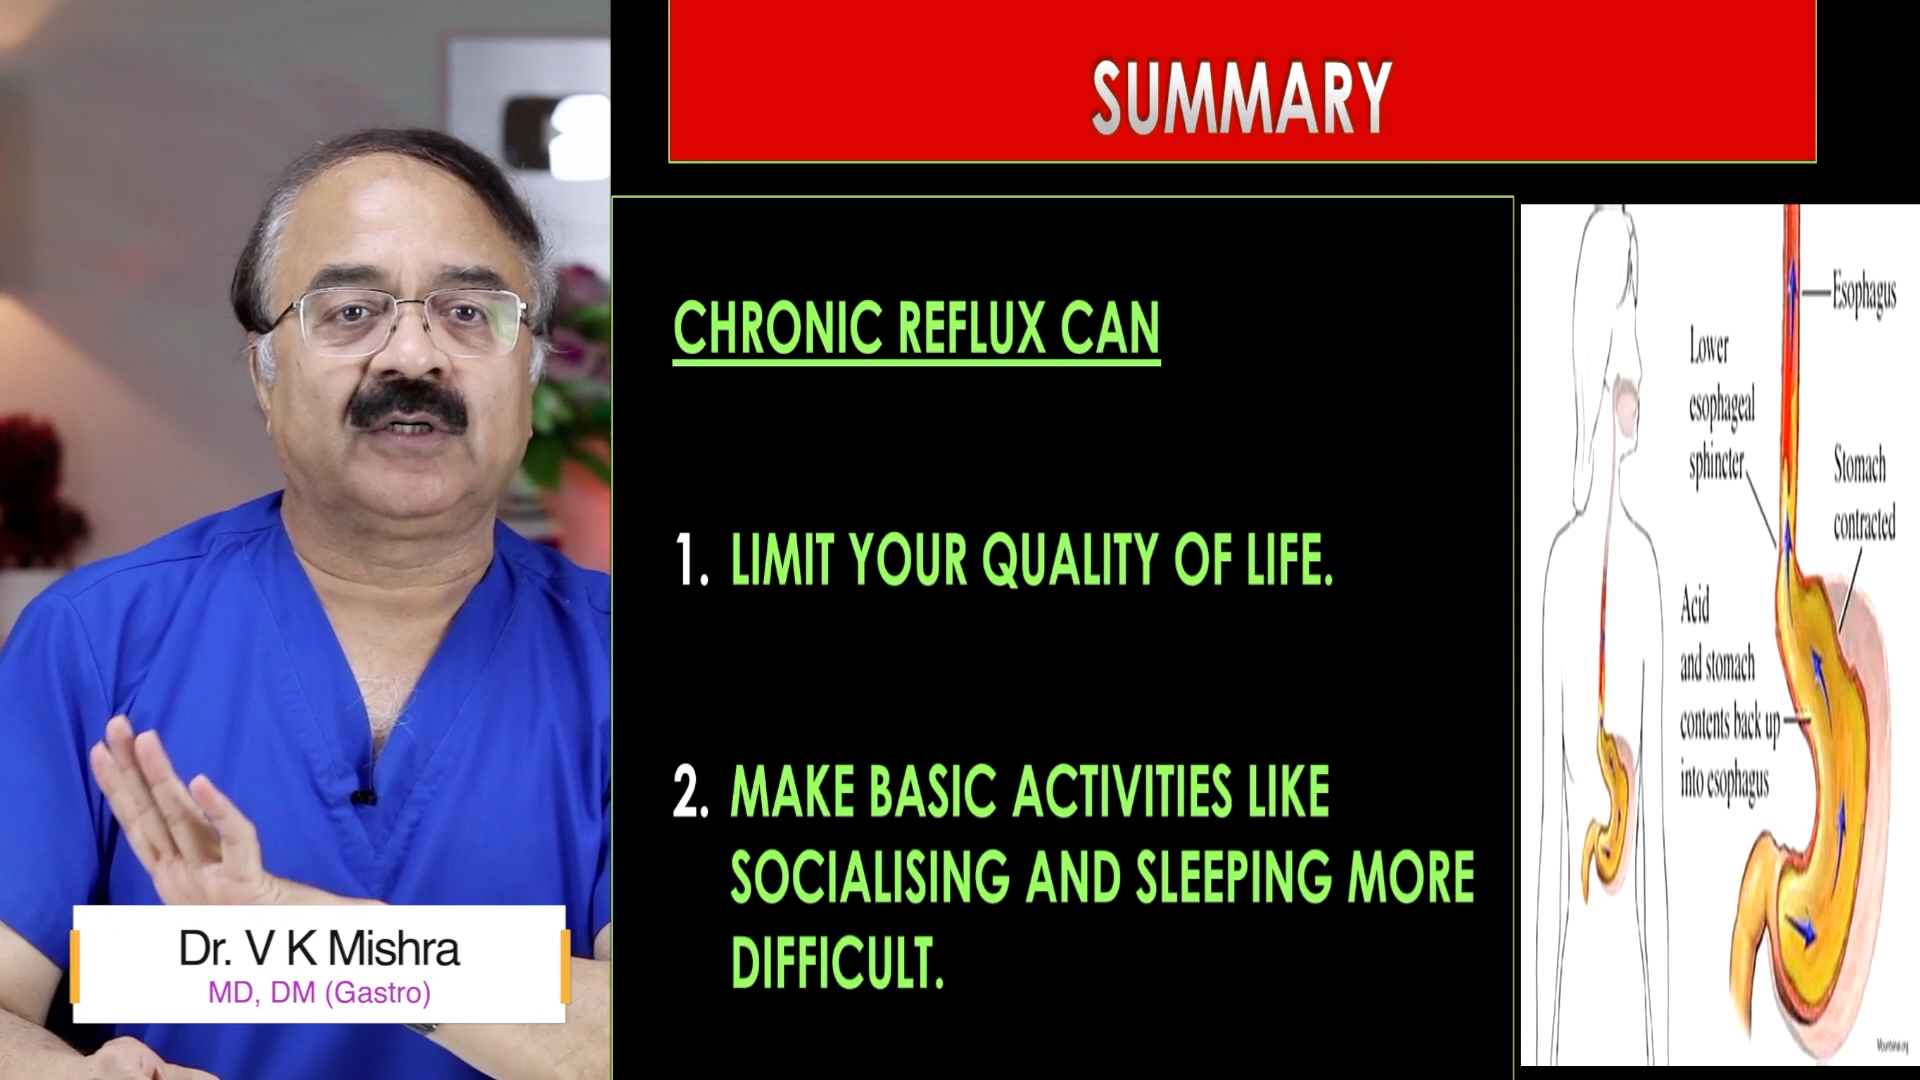 SUMMARY
CHRONIC REFLUX CAN
1. LIMIT YOUR QUALITY OF LIFE.
2. MAKE BASIC ACTIVITIES LIKE
SOCIALISING AND SLEEPING MORE
DIFFICULT.
Esophagus
Lower
esophageal
sphincter
Stomach
contracted
Acid
and stomach
contents back up
into esophagus
Dr. V K Mishra
MD, DM (Gastro)